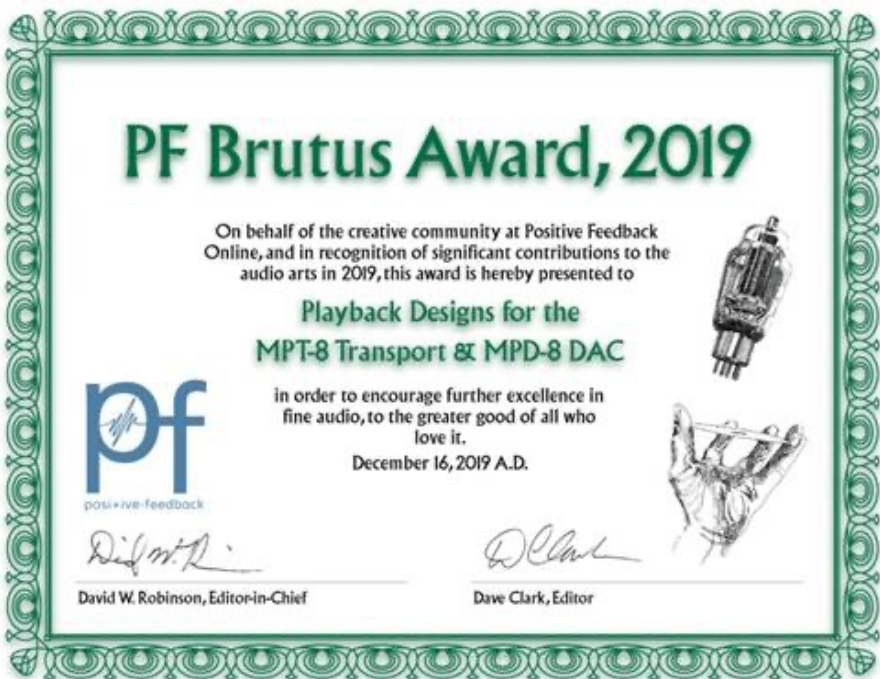 PF Brutus Award, 2019
On behalf of the creative community at Positive Feedback
Online, and in recognition of significant contributions to the
audio arts in 2019, this award is hereby presented to
Playback Designs for the
MPT-8 Transport & MPD-8 DAC
in order to encourage further excellence in
fine audio, to the greater good of all who
love it.
December 16, 2019 A.D.
pf
posi+ive-feedback
David W. Robinson, Editor-in-Chief
Dave Clark, Editor